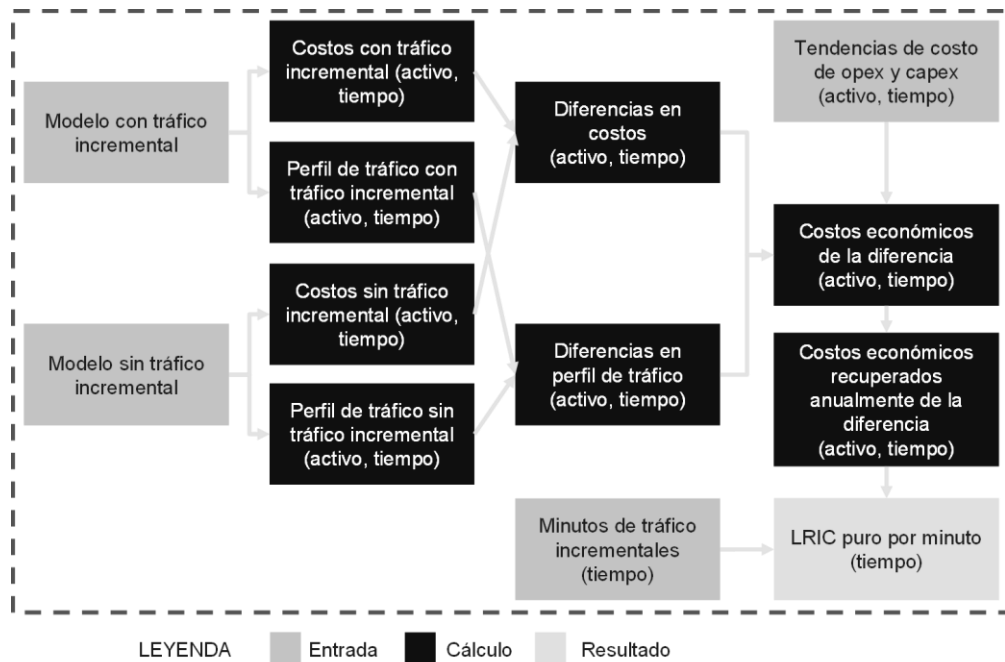 Modelo con tráfico
incremental
Modelo sin tráfico
incremental
Costos con tráfico
incremental (activo,
tiempo)
Perfil de tráfico con
tráfico incremental
(activo, tiempo)
Costos sin tráfico
incremental (activo,
tiempo)
Perfil de tráfico sin
tráfico incremental
(activo, tiempo)
Diferencias en
costos
(activo, tiempo)
Diferencias en
perfil de tráfico
(activo, tiempo)
Minutos de tráfico
incrementales
(tiempo)
Tendencias de costo
de opex y capex
(activo, tiempo)
Costos económicos
de la diferencia
(activo, tiempo)
Costos económicos
recuperados
anualmente de la
diferencia
(activo, tiempo)
LRIC puro por minuto
(tiempo)
LEYENDA
Entrada
Cálculo
Resultado